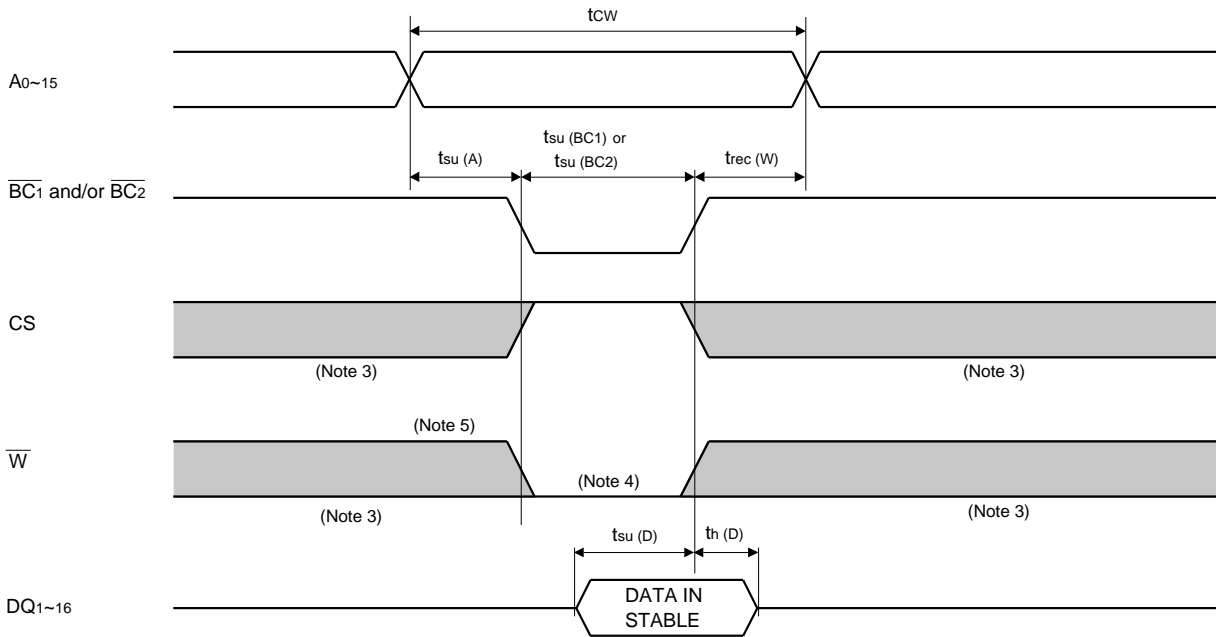 tCW
A0~15
tsu (BC1) or
tsu (BC2)
tsu (A)
trec (W)
BC1 and/or BC2
CS
(Note 3)
(Note 3)
(Note 5)
W
(Note 4)
(Note 3)
(Note 3)
tsu (D)
th (D)
DQ1~16
DATA IN
STABLE